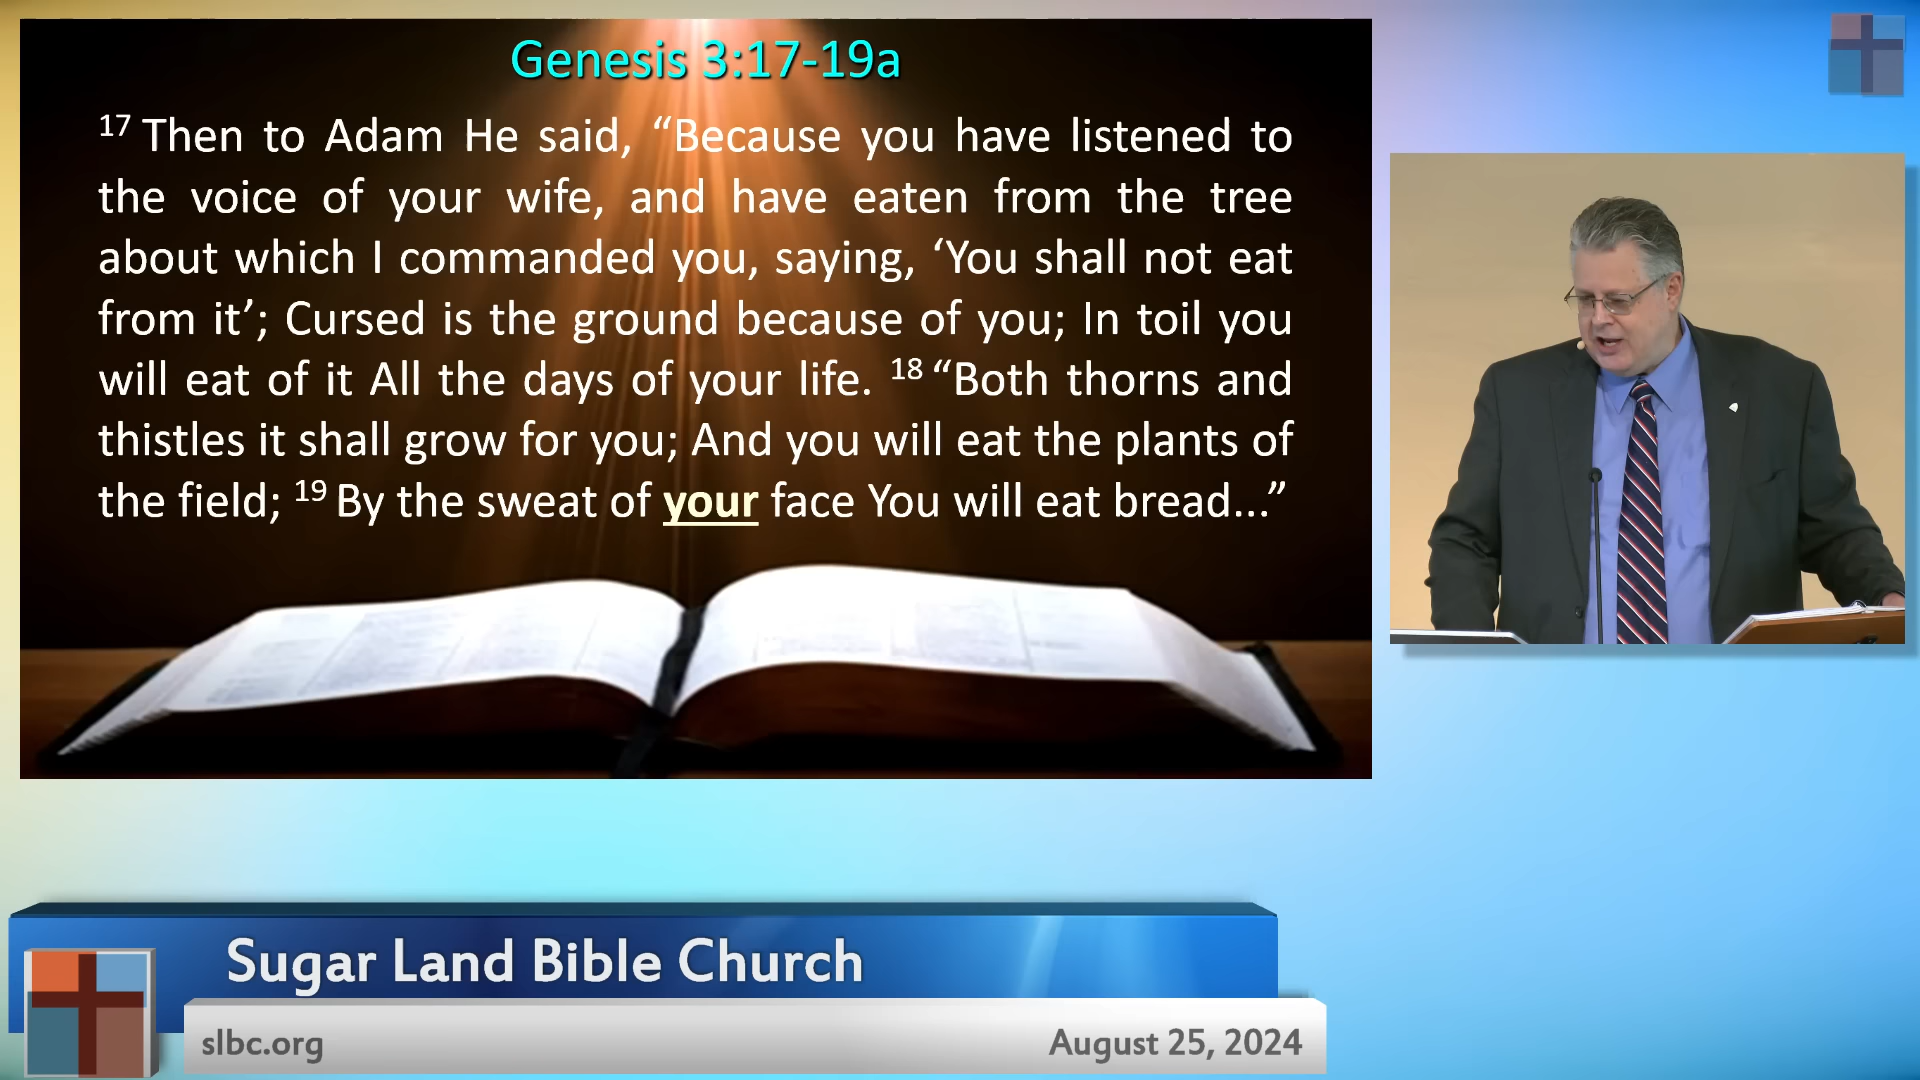 Genesis 3:17-19a
17 Then to Adam He said, “Because you have listened to
the voice of your wife, and have eaten from the tree
about which I commanded you, saying, ‘You shall not eat
from it’; Cursed is the ground because of you; In toil you
will eat of it All the days of your life. 18 “Both thorns and
thistles it shall grow for you; And you will eat the plants of
the field; 19 By the sweat of your face You will eat bread...”
Sugar Land Bible Church
slbc.org
August 25, 2024